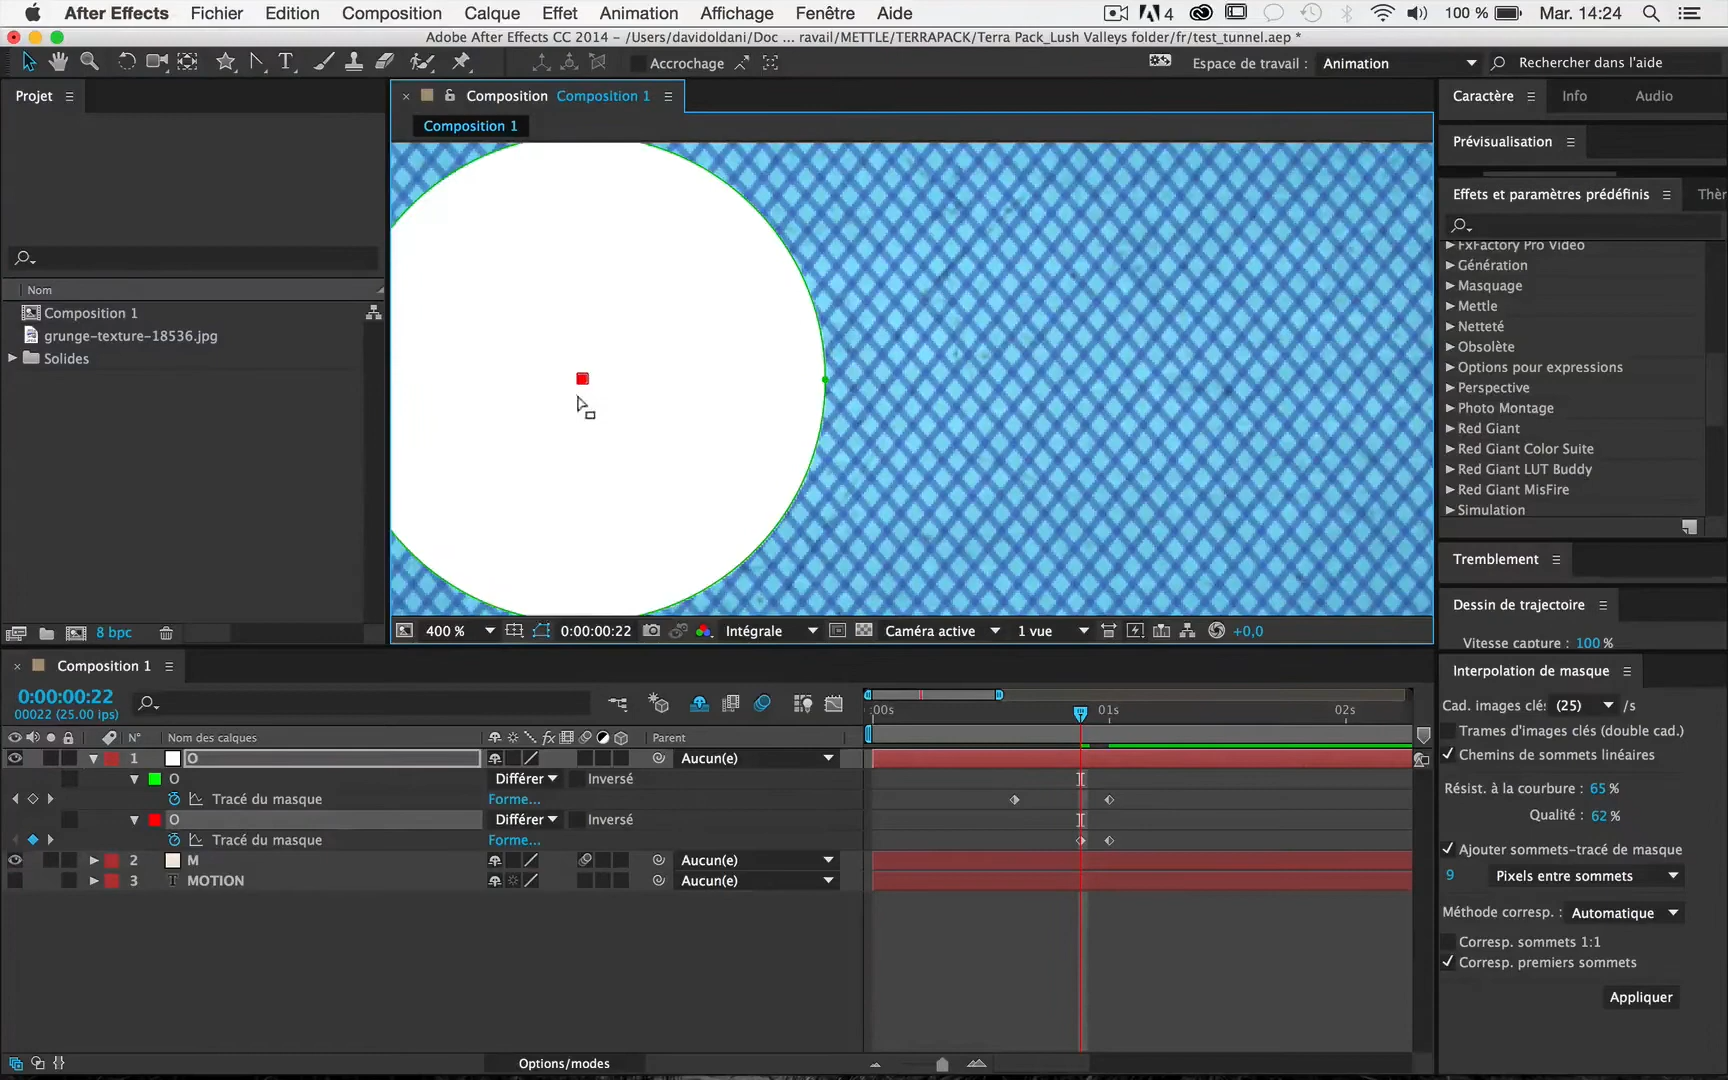 After Effects Fichier Edition Composition Calque Effet Animation Affichage Fenêtre Aide 4 100 % Mar. 14:24
Adobe After Effects CC 2014 - /Users/davidoldani/Doc ... ravail/METTLE/TERRAPACK/Terra Pack_Lush Valleys folder/fr/test_tunnel.aep *
T Accrochage Espace de travail : Animation Rechercher dans l'aide
Projet
Composition Composition 1
Composition 1
Caractère Info Audio
Prévisualisation
Effets et paramètres prédéfinis Thèr
FxFactory Pro Video
Génération
Masquage
Mettle
Netteté
Obsolète
Options pour expressions
Perspective
Photo Montage
Red Giant
Red Giant Color Suite
Red Giant LUT Buddy
Red Giant MisFire
Simulation
Nom
Composition 1
grunge-texture-18536.jpg
Solides
8 bpc
400 % 0:00:00:22 Intégrale Caméra active 1 vue +0,0
Tremblement
Dessin de trajectoire
Vitesse capture : 100 %
Interpolation de masque
Cad. images clés: (25) /s
Trames d'images clés (double cad.)
Chemins de sommets linéaires
Résist. à la courbure : 65 %
Qualité : 62 %
Ajouter sommets-tracé de masque
9 Pixels entre sommets
Méthode corresp. : Automatique
Corresp. sommets 1:1
Corresp. premiers sommets
Appliquer
Composition 1
0:00:00:22
00022 (25.00 ips)
:00s 01s 02s
N° Nom des calques fx Parent
1 O Aucun(e)
O Différer Inversé
Tracé du masque Forme...
O Différer Inversé
Tracé du masque Forme...
2 M Aucun(e)
3 T MOTION Aucun(e)
Options/modes